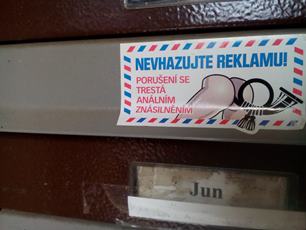 NEVHAZUJTE REKLAMU!
PORUŠENÍ SE
TRESTÁ
ANÁLNÍM
ZNÁSILNĚNÍM
Jun